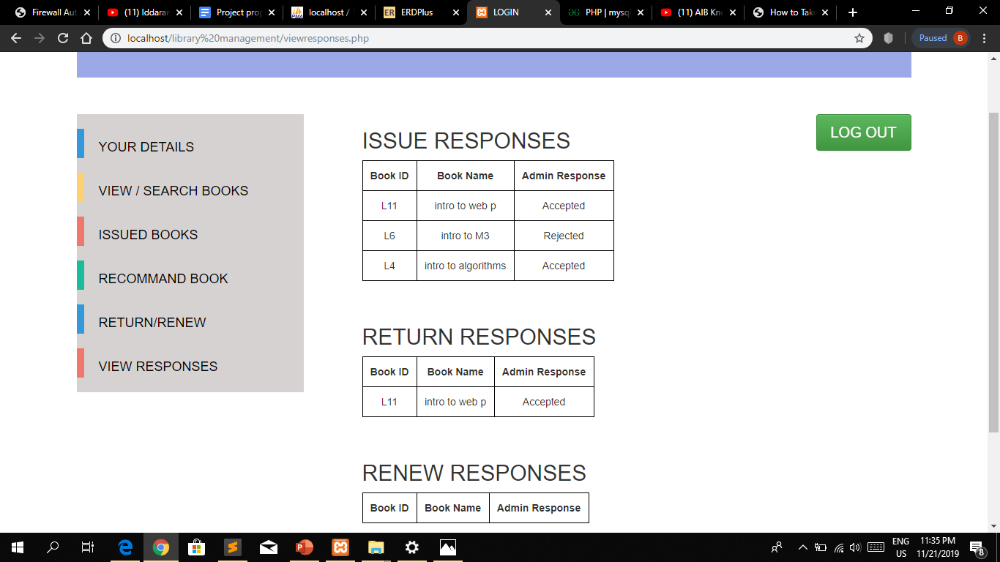 Firewall Aut
(11) Iddarar
Project pro
localhost /
ERDPlus
LOGIN
PHP | mysq
(11) AIB Kno
How to Take
localhost/library%20management/viewresponses.php
Paused B
YOUR DETAILS
VIEW / SEARCH BOOKS
ISSUED BOOKS
RECOMMAND BOOK
RETURN/RENEW
VIEW RESPONSES
LOG OUT
ISSUE RESPONSES
Book ID Book Name Admin Response
L11 intro to web p Accepted
L6 intro to M3 Rejected
L4 intro to algorithms Accepted
RETURN RESPONSES
Book ID Book Name Admin Response
L11 intro to web p Accepted
RENEW RESPONSES
Book ID Book Name Admin Response
ENG
US
11:35 PM
11/21/2019
8